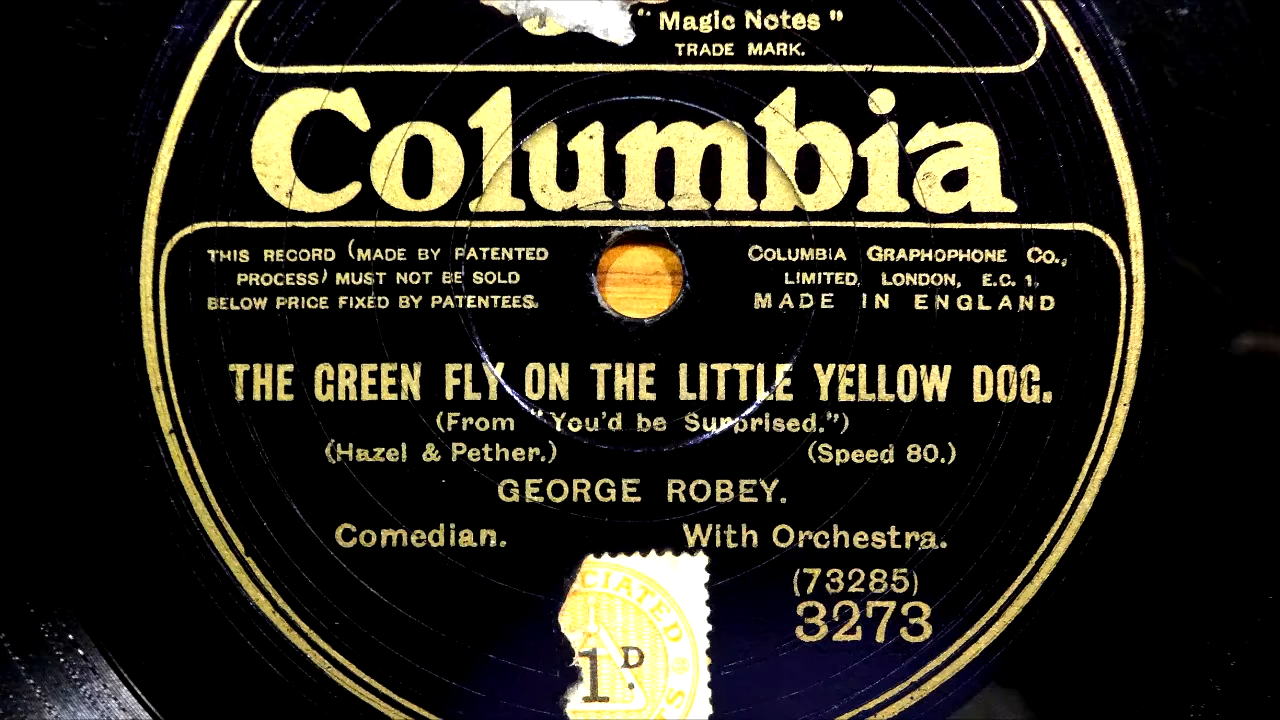 " Magic Notes "
TRADE MARK.
Columbia
THIS RECORD (MADE BY PATENTED
PROCESS) MUST NOT BE SOLD
BELOW PRICE FIXED BY PATENTEES.
COLUMBIA GRAPHOPHONE CO.,
LIMITED, LONDON, E.C. 1,
MADE IN ENGLAND
THE GREEN FLY ON THE LITTLE YELLOW DOG.
(From "You'd be Surprised.")
(Hazel & Pether.) (Speed 80.)
GEORGE ROBEY.
Comedian. With Orchestra.
(73285)
3273
CIATED & S
1D.